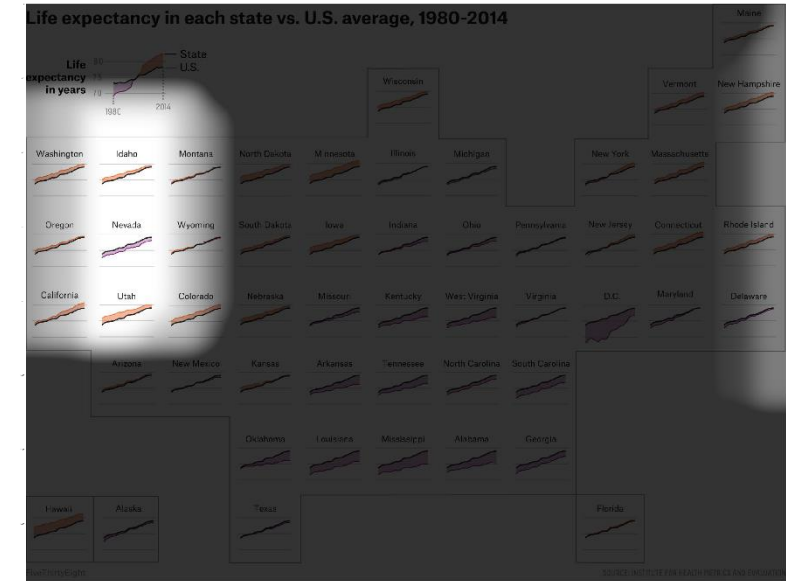 Life expectancy in each state vs. U.S. average, 1980-2014
Maine
Life
expectancy
in years
80
70
State
U.S.
1980
2014
Wisconsin
Vermont
New Hampshire
Washington
Idaho
Montana
North Dakota
Minnesota
Illinois
Michigan
New York
Massachusetts
Oregon
Nevada
Wyoming
South Dakota
Iowa
Indiana
Ohio
Pennsylvania
New Jersey
Connecticut
Rhode Island
California
Utah
Colorado
Nebraska
Missouri
Kentucky
West Virginia
Virginia
D.C.
Maryland
Delaware
Arizona
New Mexico
Kansas
Arkansas
Tennessee
North Carolina
South Carolina
Oklahoma
Louisiana
Mississippi
Alabama
Georgia
Hawaii
Alaska
Texas
Florida
FiveThirtyEight
SOURCE: INSTITUTE FOR HEALTH METRICS AND EVALUATION